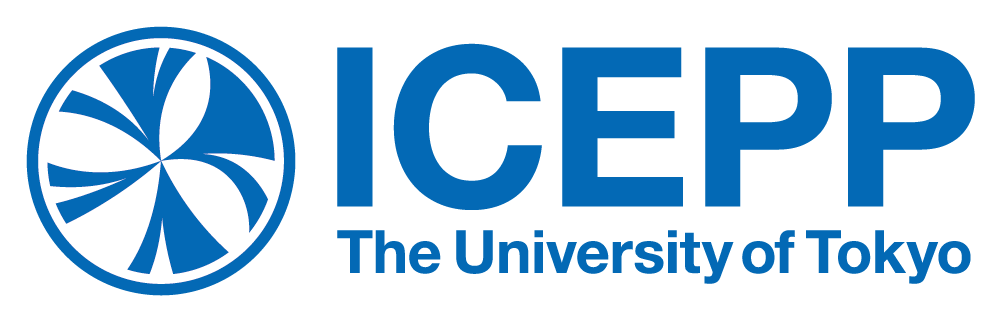 ICEPP
The University of Tokyo